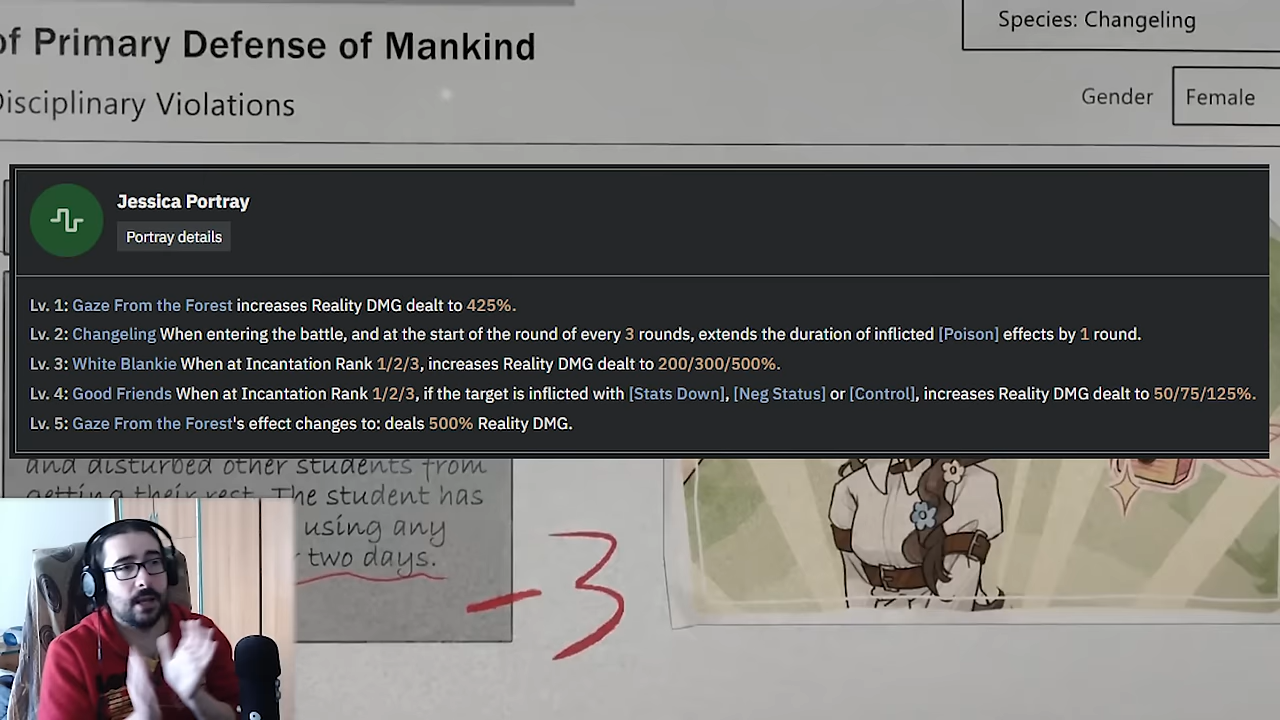 of Primary Defense of Mankind
Species: Changeling
Disciplinary Violations
Gender Female
Jessica Portray
Portray details
Lv. 1: Gaze From the Forest increases Reality DMG dealt to 425%.
Lv. 2: Changeling When entering the battle, and at the start of the round of every 3 rounds, extends the duration of inflicted [Poison] effects by 1 round.
Lv. 3: White Blankie When at Incantation Rank 1/2/3, increases Reality DMG dealt to 200/300/500%.
Lv. 4: Good Friends When at Incantation Rank 1/2/3, if the target is inflicted with [Stats Down], [Neg Status] or [Control], increases Reality DMG dealt to 50/75/125%.
Lv. 5: Gaze From the Forest's effect changes to: deals 500% Reality DMG.
and disturbed other students from
getting their rest. The student has
using any
two days.
-3